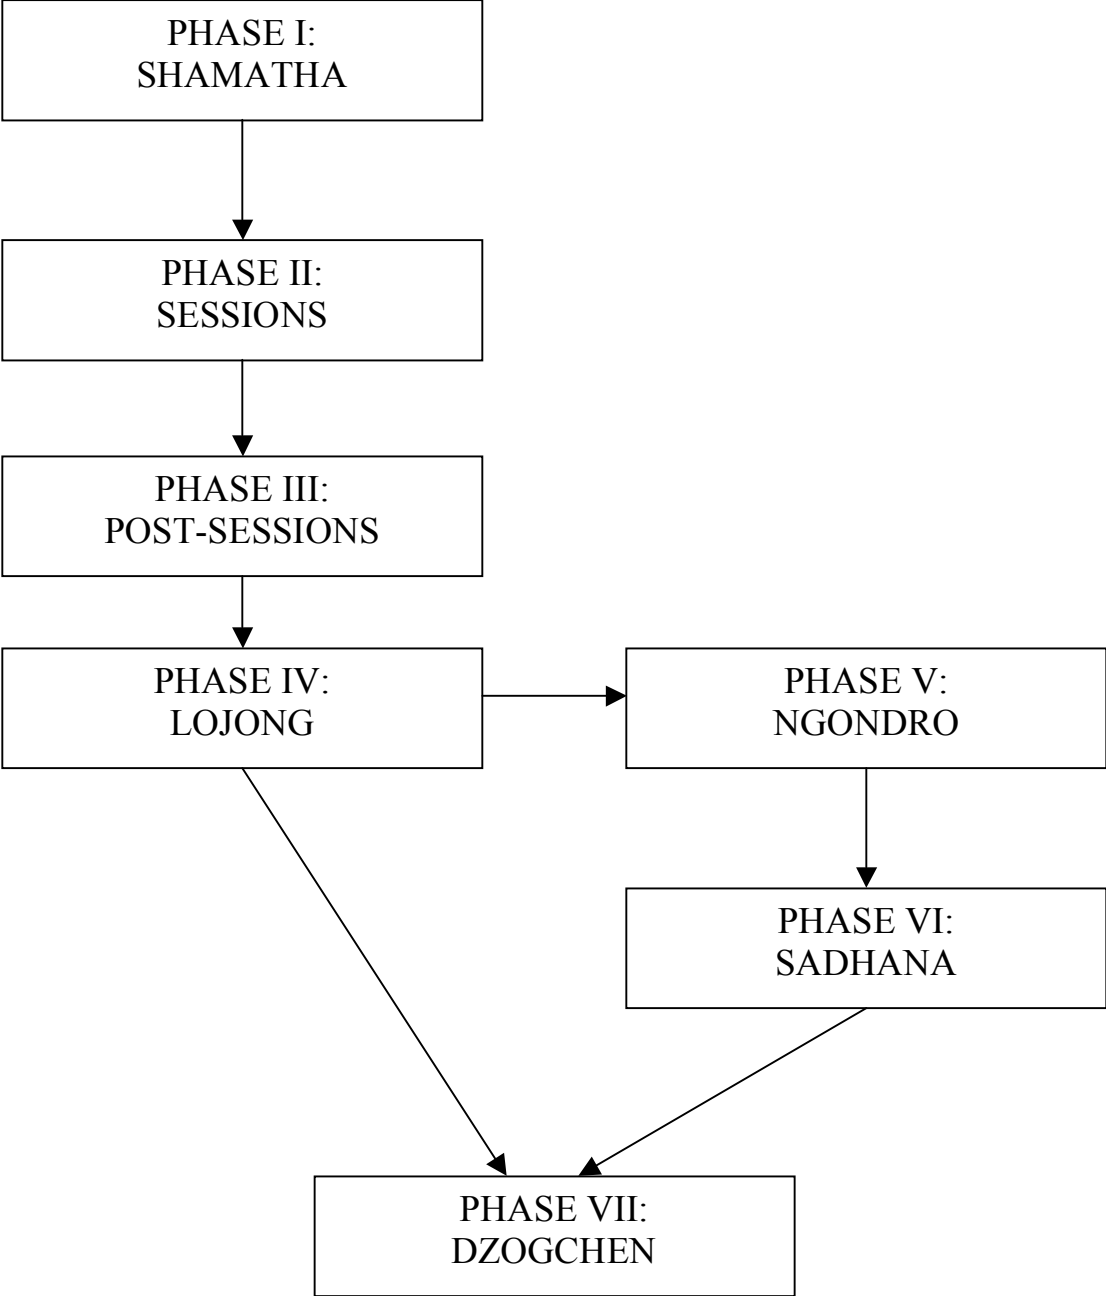 PHASE I:
SHAMATHA
PHASE II:
SESSIONS
PHASE III:
POST-SESSIONS
PHASE IV:
LOJONG
PHASE V:
NGONDRO
PHASE VI:
SADHANA
PHASE VII:
DZOGCHEN